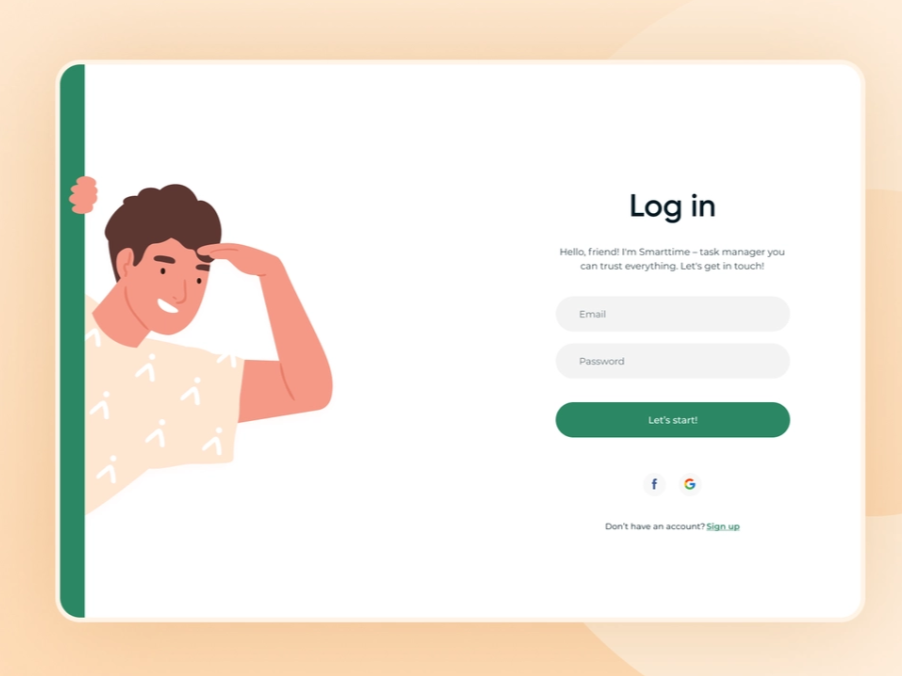 Log in
Hello, friend! I'm Smarttime – task manager you
can trust everything. Let's get in touch!
Email
Password
Let's start!
f G
Don't have an account? Sign up